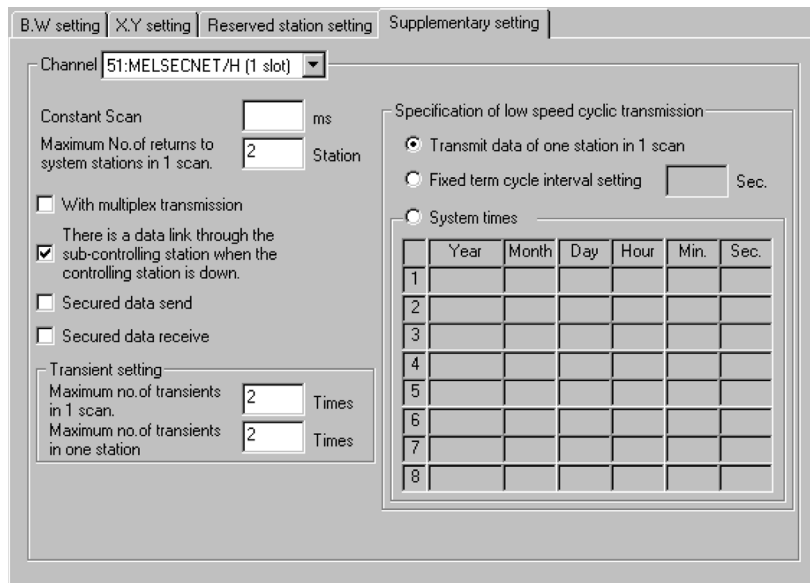 B.W setting X.Y setting Reserved station setting Supplementary setting
Channel 51:MELSECNET/H (1 slot)
Constant Scan ms
Maximum No.of returns to
system stations in 1 scan. 2 Station
With multiplex transmission
There is a data link through the
sub-controlling station when the
controlling station is down.
Secured data send
Secured data receive
Transient setting
Maximum no.of transients
in 1 scan. 2 Times
Maximum no.of transients
in one station 2 Times
Specification of low speed cyclic transmission
Transmit data of one station in 1 scan
Fixed term cycle interval setting Sec.
System times
Year Month Day Hour Min. Sec.
1
2
3
4
5
6
7
8